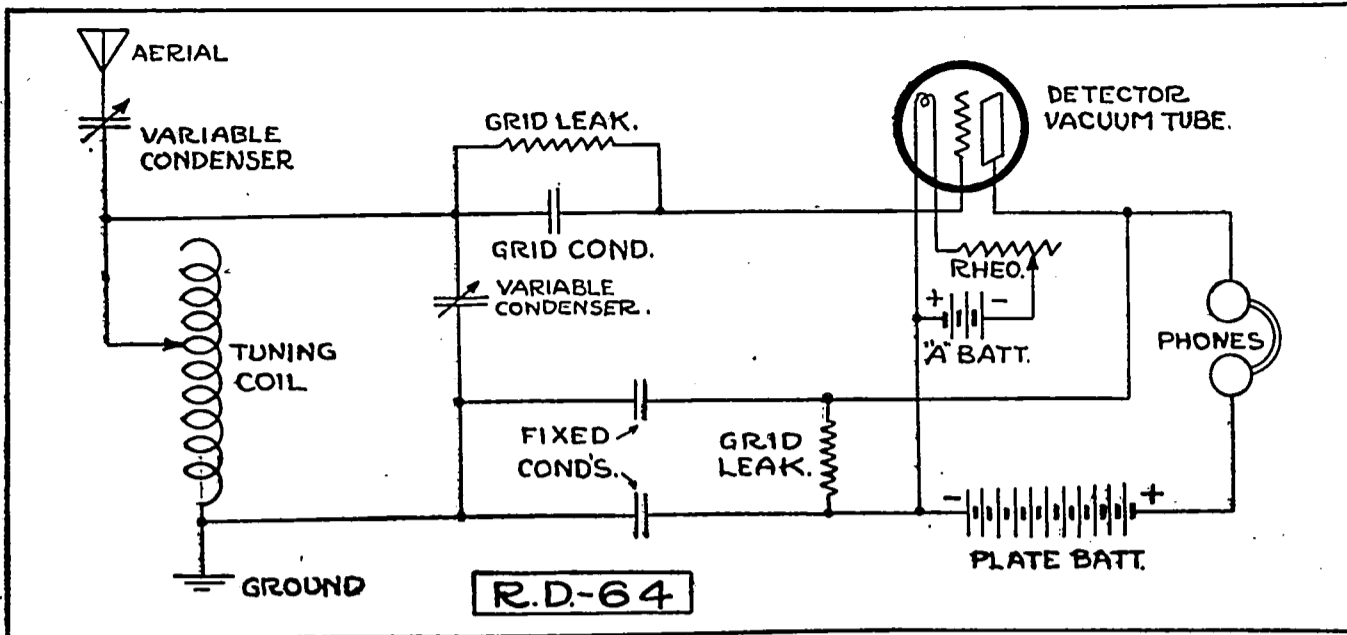 AERIAL
VARIABLE
CONDENSER
GRID LEAK.
DETECTOR
VACUUM TUBE.
GRID COND.
VARIABLE
CONDENSER.
RHEO.
+ -
"A" BATT.
TUNING
COIL
PHONES
FIXED
COND'S.
GRID
LEAK.
- +
PLATE BATT.
GROUND
R.D.-64